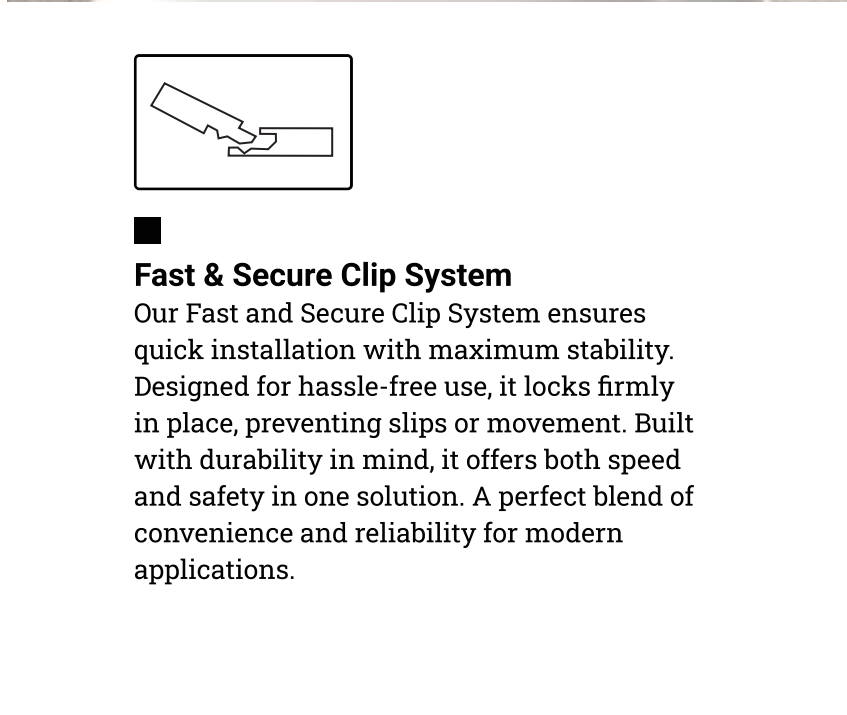 Fast & Secure Clip System
Our Fast and Secure Clip System ensures
quick installation with maximum stability.
Designed for hassle-free use, it locks firmly
in place, preventing slips or movement. Built
with durability in mind, it offers both speed
and safety in one solution. A perfect blend of
convenience and reliability for modern
applications.